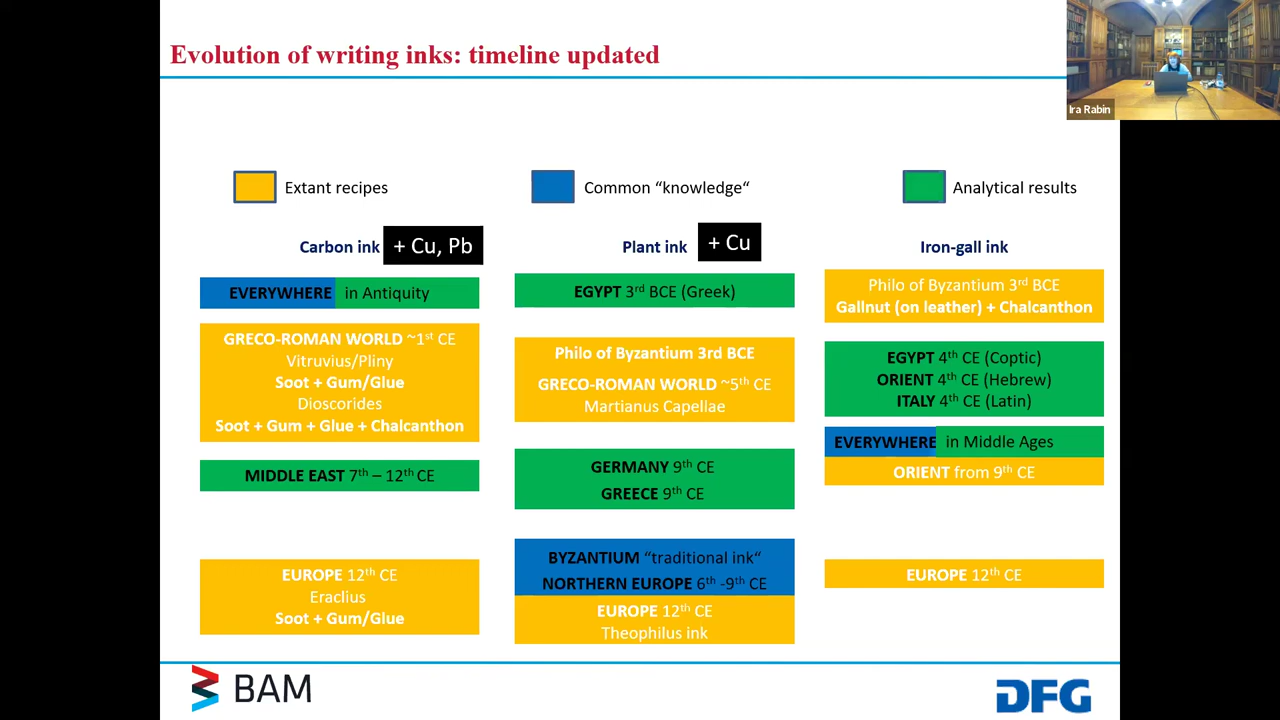 Evolution of writing inks: timeline updated
Ira Rabin
Extant recipes
Common “knowledge“
Analytical results
Carbon ink + Cu, Pb
EVERYWHERE in Antiquity
GRECO-ROMAN WORLD ~1st CE
Vitruvius/Pliny
Soot + Gum/Glue
Dioscorides
Soot + Gum + Glue + Chalcanthon
MIDDLE EAST 7th – 12th CE
EUROPE 12th CE
Eraclius
Soot + Gum/Glue
Plant ink + Cu
EGYPT 3rd BCE (Greek)
Philo of Byzantium 3rd BCE
GRECO-ROMAN WORLD ~5th CE
Martianus Capellae
GERMANY 9th CE
GREECE 9th CE
BYZANTIUM “traditional ink“
NORTHERN EUROPE 6th -9th CE
EUROPE 12th CE
Theophilus ink
Iron-gall ink
Philo of Byzantium 3rd BCE
Gallnut (on leather) + Chalcanthon
EGYPT 4th CE (Coptic)
ORIENT 4th CE (Hebrew)
ITALY 4th CE (Latin)
EVERYWHERE in Middle Ages
ORIENT from 9th CE
EUROPE 12th CE
BAM
DFG